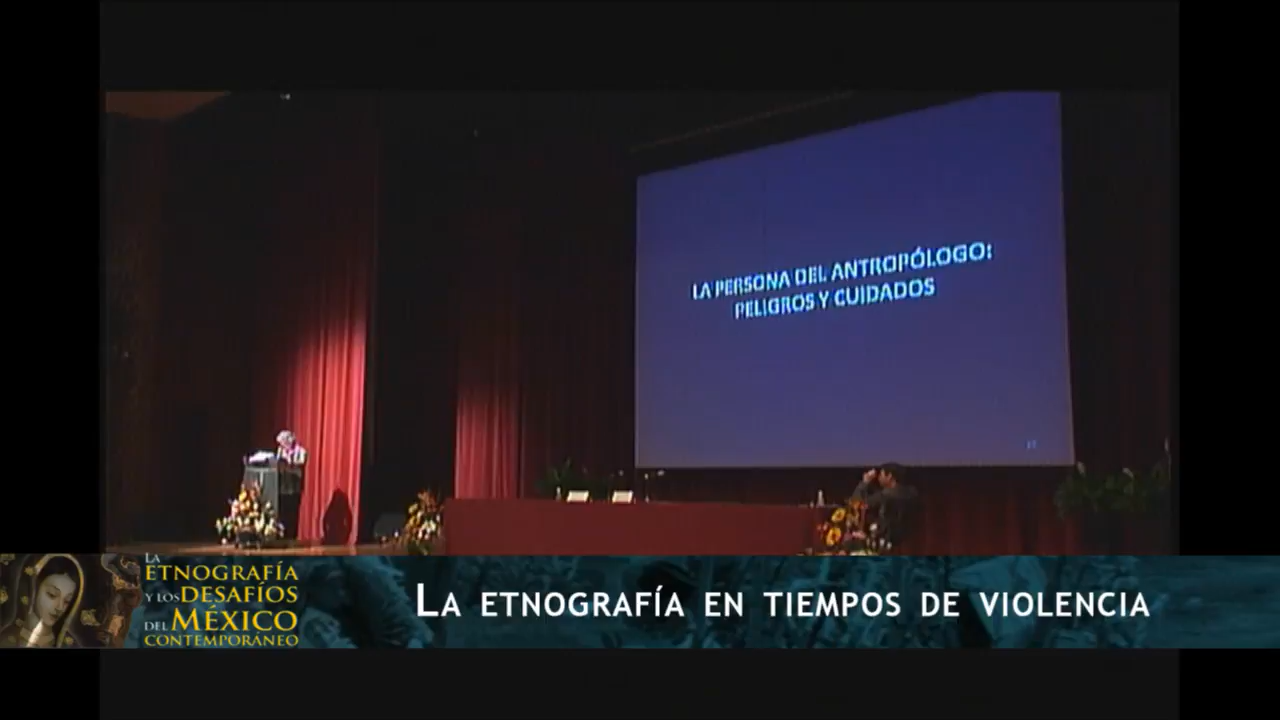 LA PERSONA DEL ANTROPÓLOGO:
PELIGROS Y CUIDADOS
LA
ETNOGRAFÍA
Y LOS DESAFÍOS
DEL MÉXICO
CONTEMPORÁNEO
LA ETNOGRAFÍA EN TIEMPOS DE VIOLENCIA